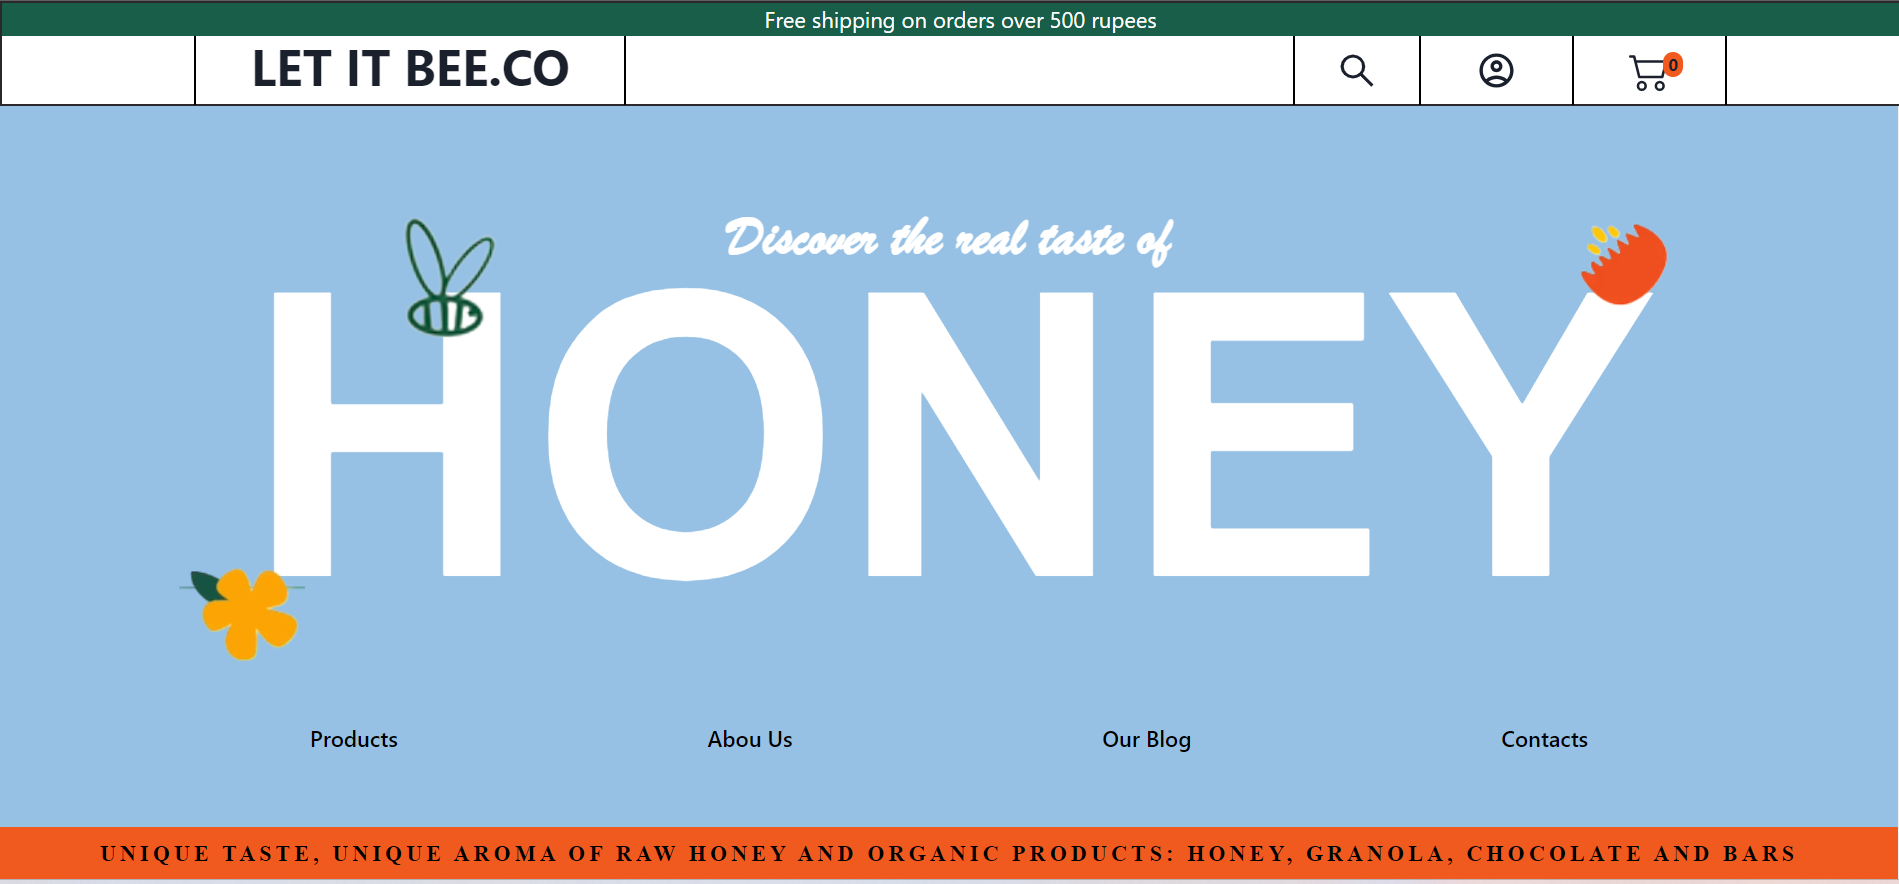 Free shipping on orders over 500 rupees
LET IT BEE.CO
0
Discover the real taste of
HONEY
Products
Abou Us
Our Blog
Contacts
UNIQUE TASTE, UNIQUE AROMA OF RAW HONEY AND ORGANIC PRODUCTS: HONEY, GRANOLA, CHOCOLATE AND BARS